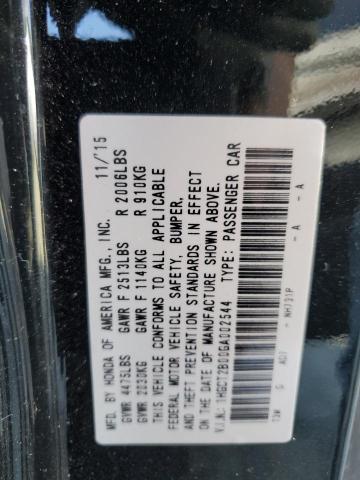 MFD. BY HONDA OF AMERICA MFG., INC. 11/'15
GVWR 4475LBS GAWR F 2513LBS R 2006LBS
GVWR 2030KG GAWR F 1140KG R 910KG
THIS VEHICLE CONFORMS TO ALL APPLICABLE
FEDERAL MOTOR VEHICLE SAFETY, BUMPER,
AND THEFT PREVENTION STANDARDS IN EFFECT
ON THE DATE OF MANUFACTURE SHOWN ABOVE.
V.I.N.: 1HGCT2B00GA002544 TYPE: PASSENGER CAR
NH731P - A - A